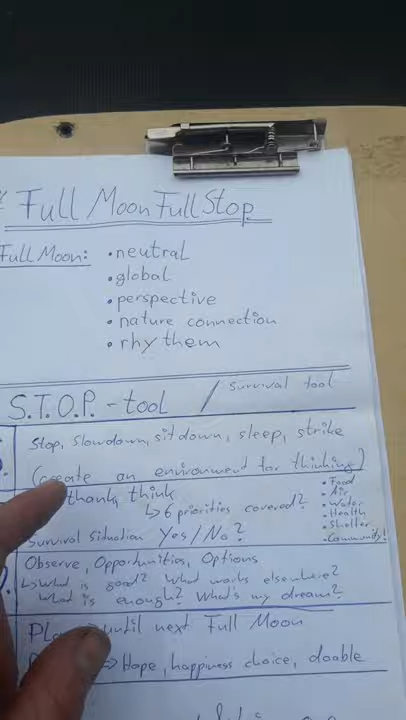 # Full Moon Full Stop
Full Moon:
• neutral
• global
• perspective
• nature connection
• rhythem
S.T.O.P. - tool / Survival tool
S.
Stop, Slowdown, sit down, sleep, strike
(create an environment for thinking)
thank, think
↳ 6 priorities covered?
• Food
• Air
• Water
• Health
• Shelter
• Community!
Survival Situation Yes/No?
O.
Observe, Opportunities, Options
↳ What is good? What works elsewhere?
What is enough? What's my dream?
until next Full Moon
⇒ Hope, happiness choice, doable